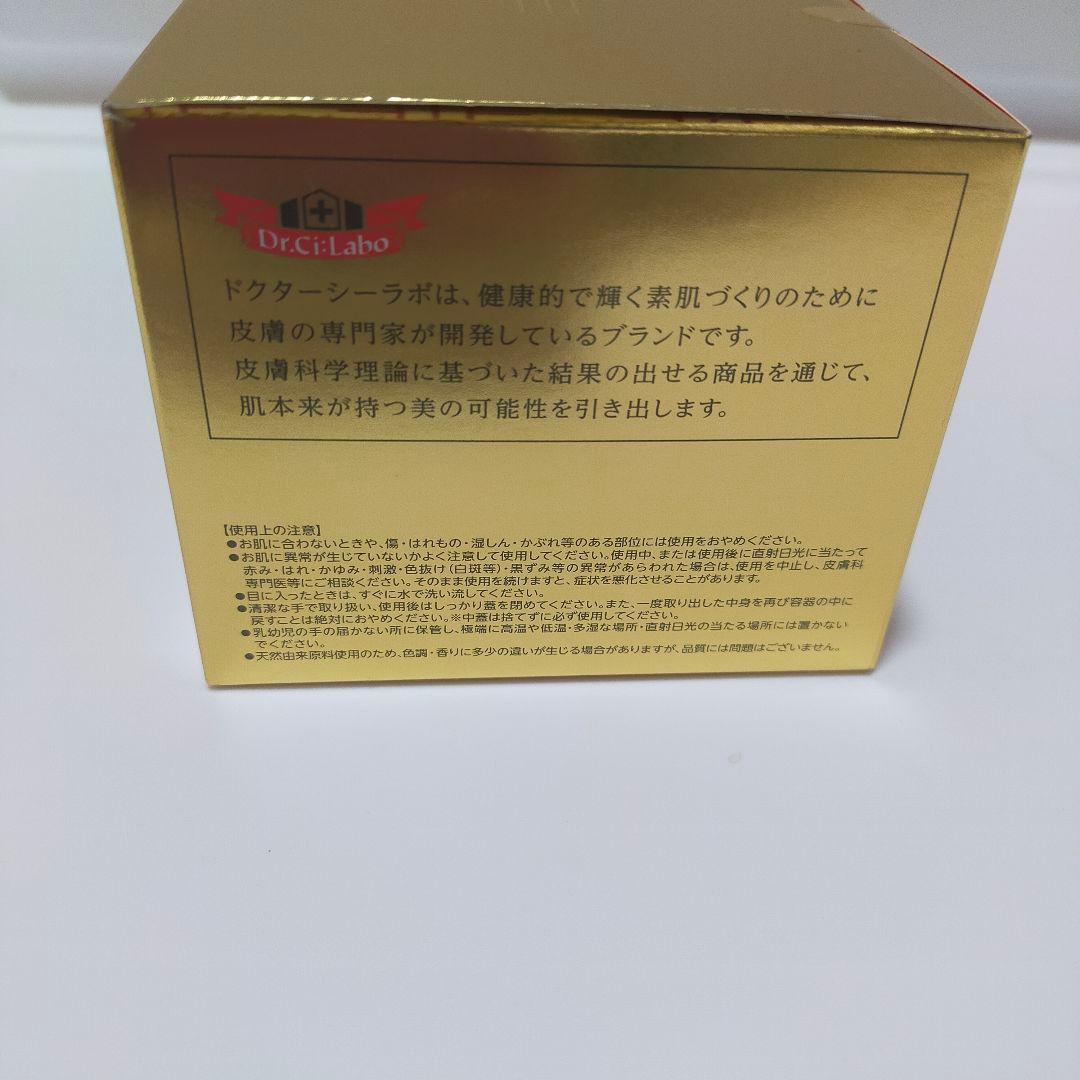 Dr.Ci:Labo
ドクターシーラボは、健康的で輝く素肌づくりのために
皮膚の専門家が開発しているブランドです。
皮膚科学理論に基づいた結果の出せる商品を通じて、
肌本来が持つ美の可能性を引き出します。
【使用上の注意】
●お肌に合わないときや、傷・はれもの・湿しん・かぶれ等のある部位には使用をおやめください。
●お肌に異常が生じていないかよく注意して使用してください。使用中、または使用後に直射日光に当たって
赤み・はれ・かゆみ・刺激・色抜け(白斑等)・黒ずみ等の異常があらわれた場合は、使用を中止し、皮膚科
専門医等にご相談ください。そのまま使用を続けますと、症状を悪化させることがあります。
●目に入ったときは、すぐに水で洗い流してください。
●清潔な手で取り扱い、使用後はしっかり蓋を閉めてください。また、一度取り出した中身を再び容器の中に
戻すことは絶対におやめください。※中蓋は捨てずに必ず使用してください。
●乳幼児の手の届かない所に保管し、極端に高温や低温・多湿な場所・直射日光の当たる場所には置かない
でください。
●天然由来原料使用のため、色調・香りに多少の違いが生じる場合がありますが、品質には問題はございません。